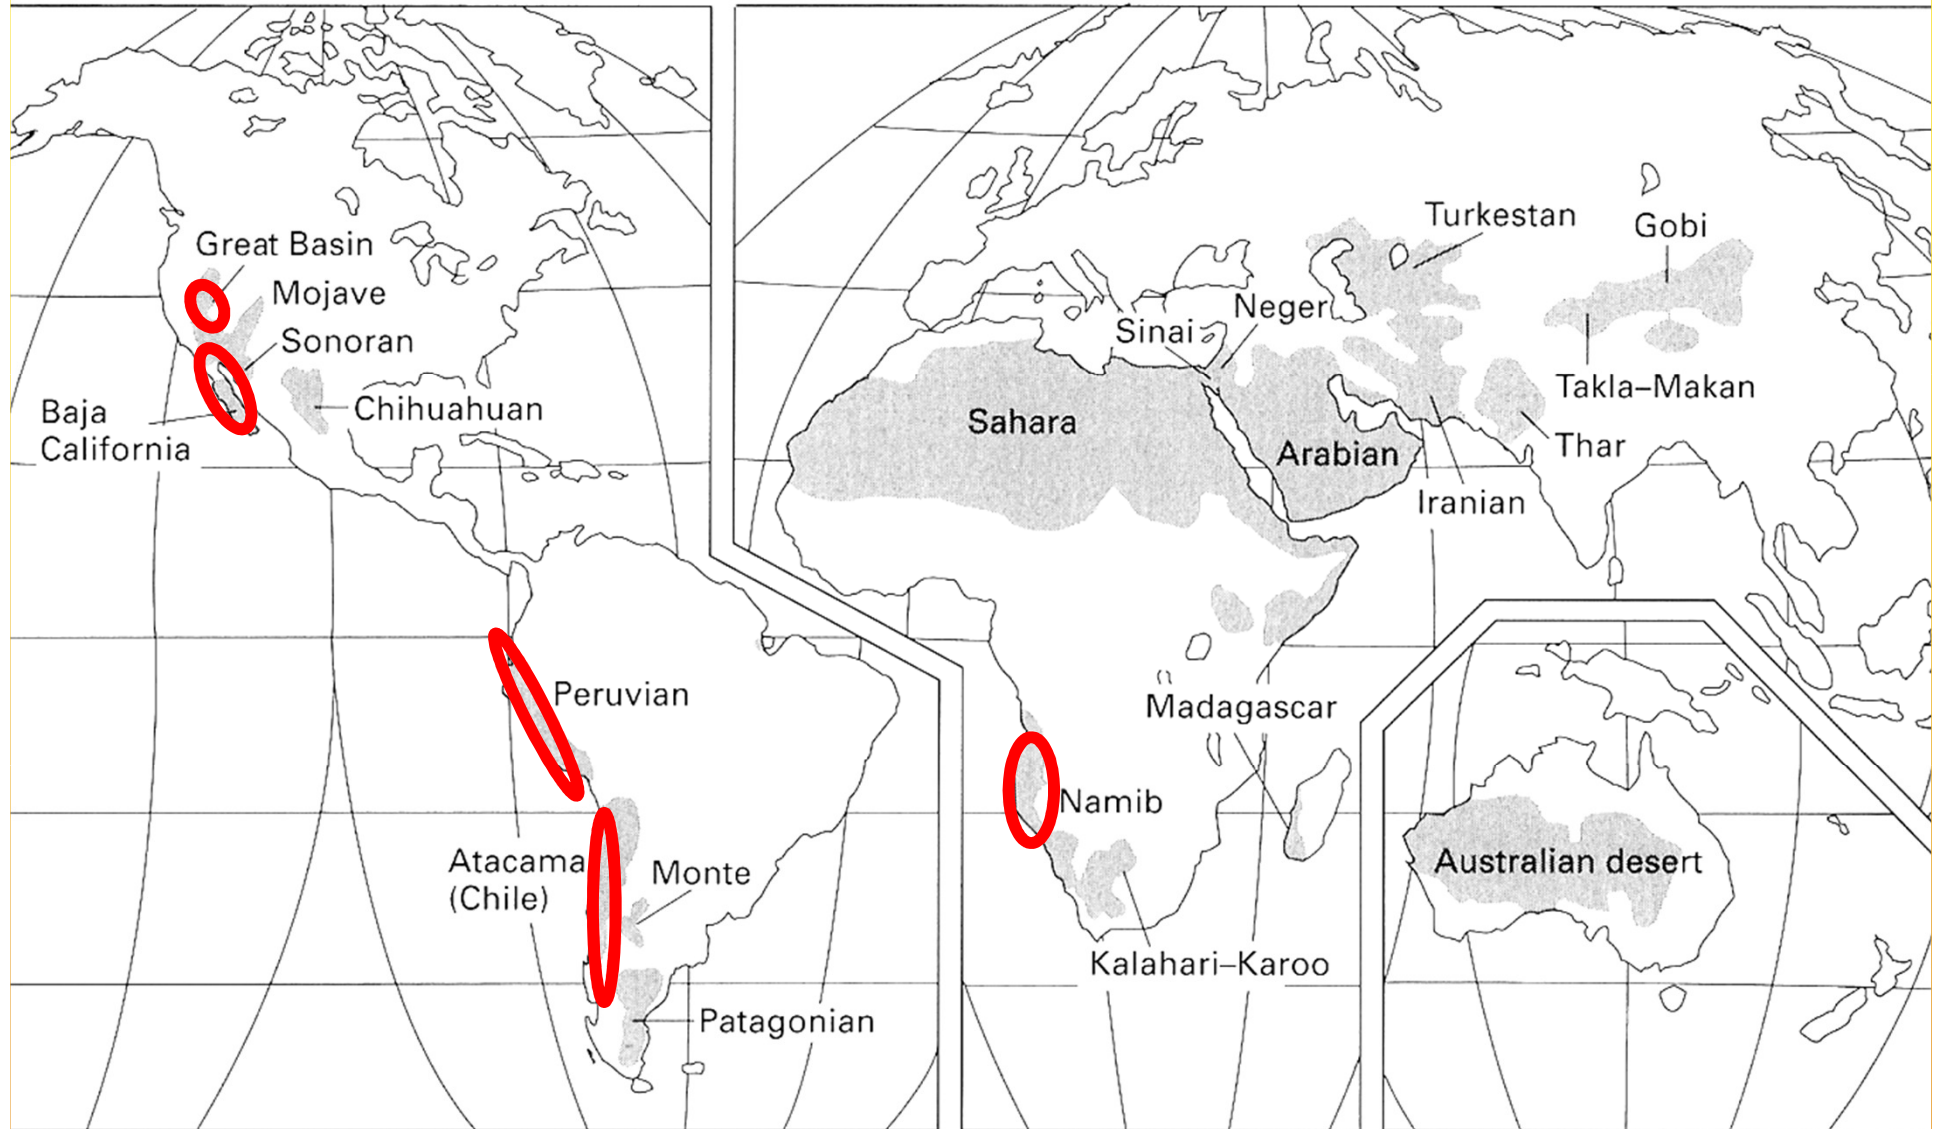 Great Basin
Mojave
Sonoran
Baja
California
Chihuahuan
Peruvian
Atacama
(Chile)
Monte
Patagonian
Turkestan
Gobi
Neger
Sinai
Takla–Makan
Sahara
Arabian
Thar
Iranian
Madagascar
Namib
Kalahari–Karoo
Australian desert